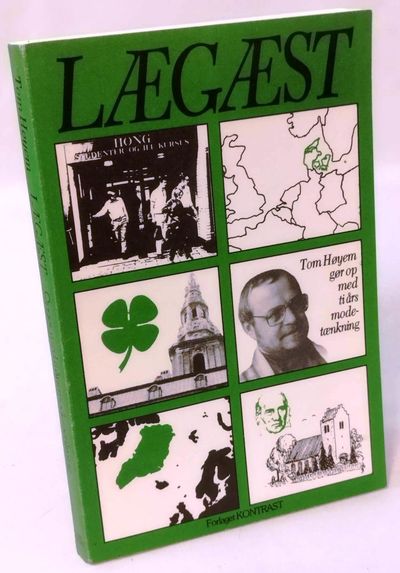 LÆGÆST
HØNG
STUDENTER OG HF KURSUS
Tom Høyem
gør op
med
ti års
mode-
tænkning
Forlaget KONTRAST
Tom Høyem
LÆGÆST